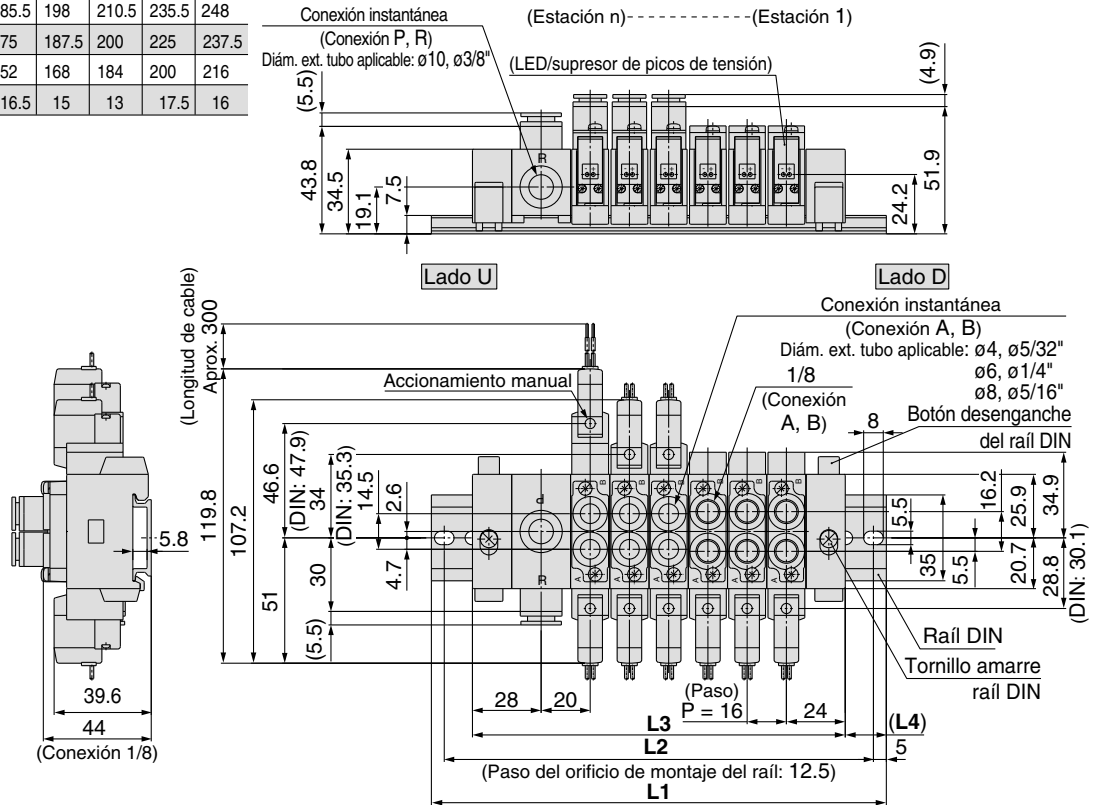 85.5 198 210.5 235.5 248
75 187.5 200 225 237.5
52 168 184 200 216
16.5 15 13 17.5 16
Conexión instantánea
(Conexión P, R)
Diám. ext. tubo aplicable: ø10, ø3/8"
(Estación n)------------(Estación 1)
(LED/supresor de picos de tensión)
(5.5)
43.8
34.5
19.1
7.5
R
(4.9)
51.9
24.2
Lado U
Lado D
(Longitud de cable)
Aprox. 300
Accionamiento manual
Conexión instantánea
(Conexión A, B)
Diám. ext. tubo aplicable: ø4, ø5/32"
ø6, ø1/4"
ø8, ø5/16"
1/8
(Conexión
A, B)
Botón desenganche
del raíl DIN
8
119.8
107.2
46.6
(DIN: 47.9)
34
(DIN: 35.3)
14.5
2.6
4.7
30
51
(5.5)
P
R
B B B B B B
A A A A A A
5.5
35
5.5
16.2
25.9
20.7
34.9
28.8
(DIN: 30.1)
5.8
39.6
44
(Conexión 1/8)
Raíl DIN
Tornillo amarre
raíl DIN
28
20
(Paso)
P = 16
24
L3
(L4)
L2
5
(Paso del orificio de montaje del raíl: 12.5)
L1